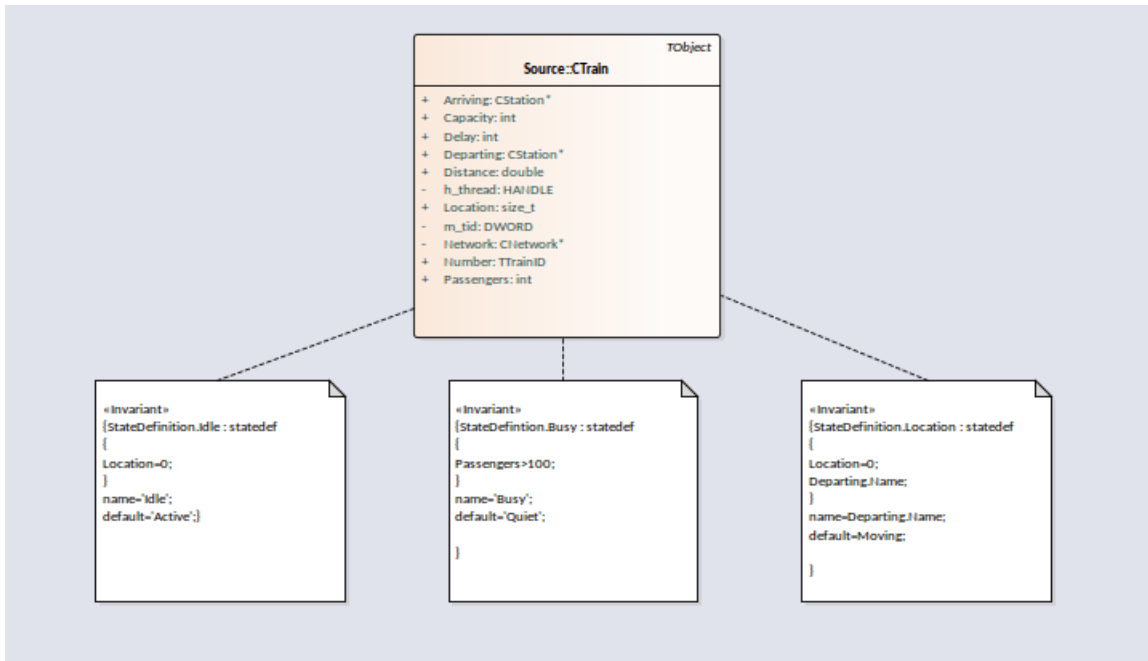 TObject
Source::CTrain
+ Arriving: CStation*
+ Capacity: int
+ Delay: int
+ Departing: CStation*
+ Distance: double
- h_thread: HANDLE
+ Location: size_t
- m_tid: DWORD
- Network: CNetwork*
+ Number: TTrainID
+ Passengers: int
«Invariant»
{StateDefinition.Idle : statedef
{
Location=0;
}
name='Idle';
default='Active';}
«Invariant»
{StateDefintion.Busy : statedef
{
Passengers>100;
}
name='Busy';
default='Quiet';
}
«Invariant»
{StateDefinition.Location : statedef
{
Location=0;
Departing.Name;
}
name=Departing.Name;
default=Moving;
}